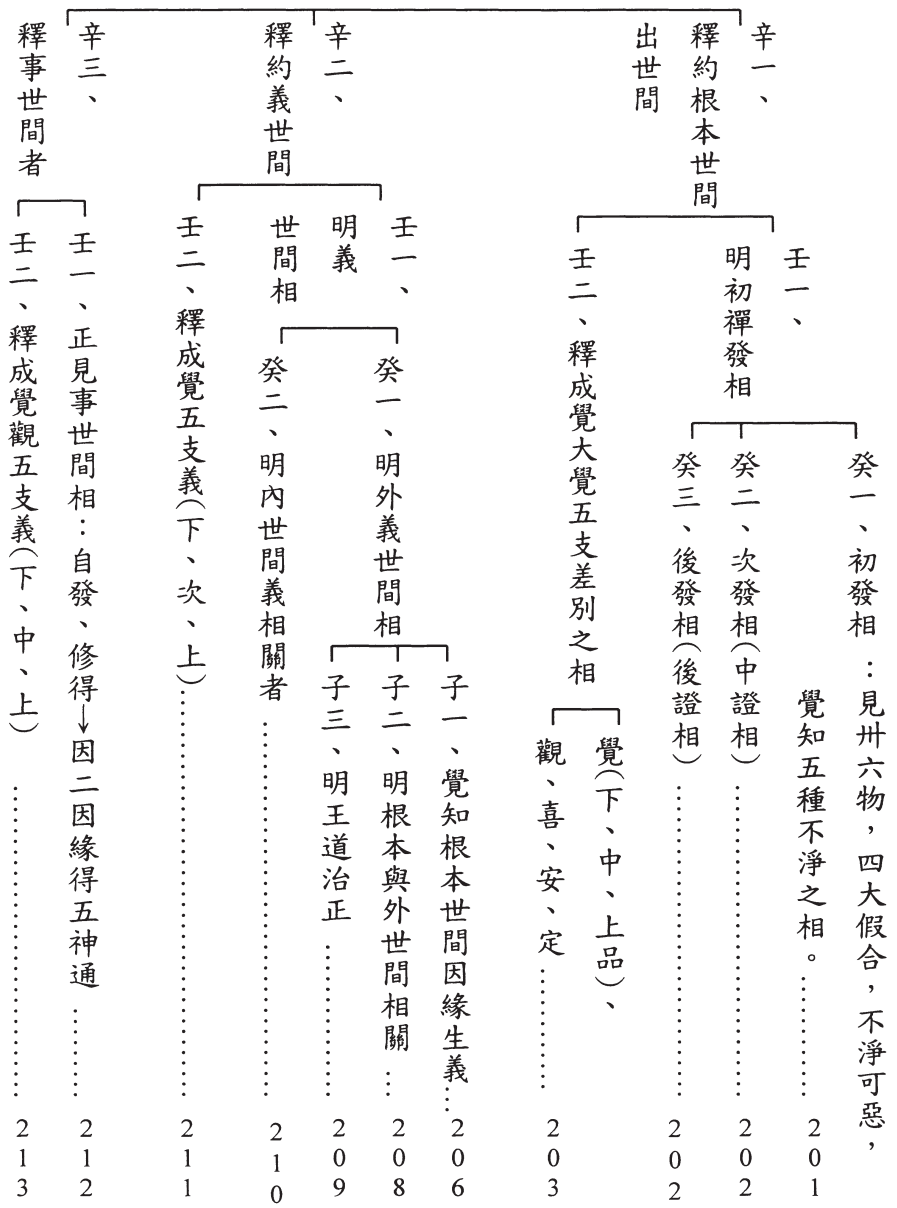 辛一、
釋約根本世間
出世間
壬一、
明初禪發相
癸一、初發相：見卅六物，四大假合，不淨可惡，
覺知五種不淨之相。………201
癸二、次發相（中證相）………………202
癸三、後發相（後證相）………………202
壬二、釋成覺大覺五支差別之相
覺（下、中、上品）、
觀、喜、安、定………203
辛二、
釋約義世間
壬一、
明義
世間相
癸一、明外義世間相
子一、覺知根本世間因緣生義…206
子二、明根本與外世間相關…208
子三、明王道治正………209
癸二、明內世間義相關者………………210
壬二、釋成覺五支義（下、次、上）………………211
辛三、
釋事世間者
壬一、正見事世間相：自發、修得→因二因緣得五神通………212
壬二、釋成覺觀五支義（下、中、上）………………213